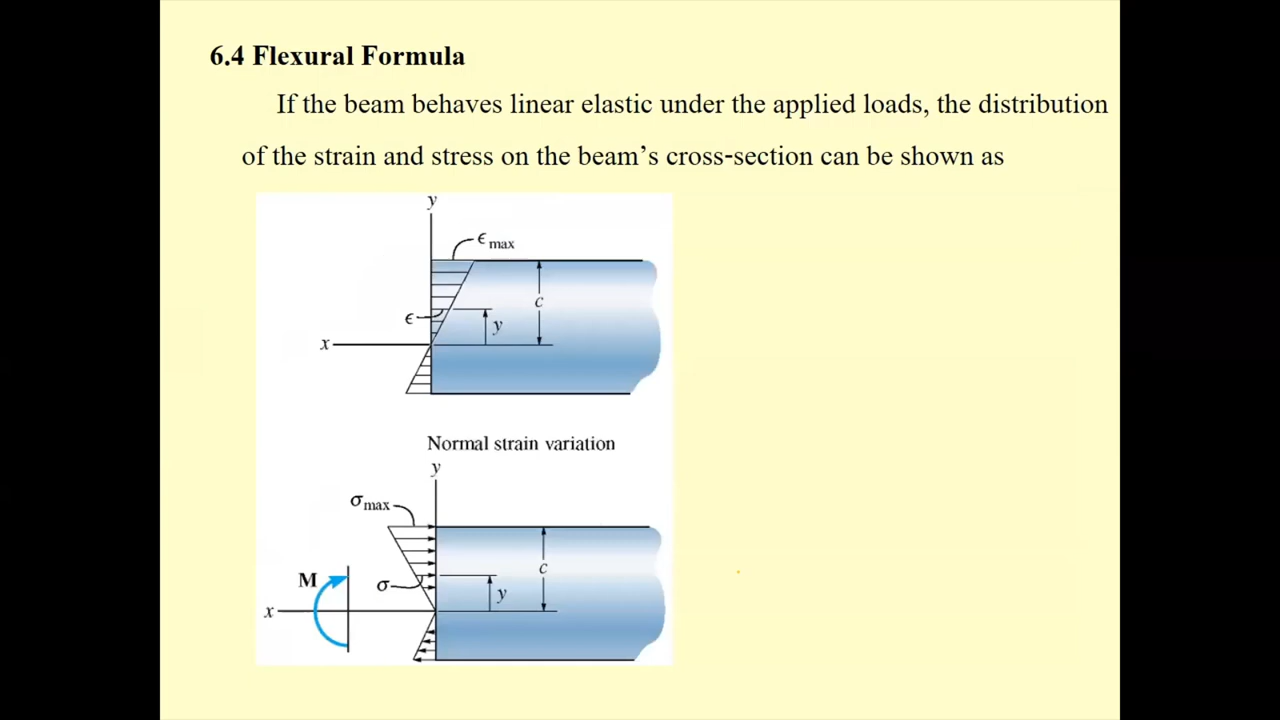 6.4 Flexural Formula
If the beam behaves linear elastic under the applied loads, the distribution
of the strain and stress on the beam’s cross-section can be shown as
y
ϵmax
c
ϵ
y
x
Normal strain variation
y
σmax
c
M
σ
y
x